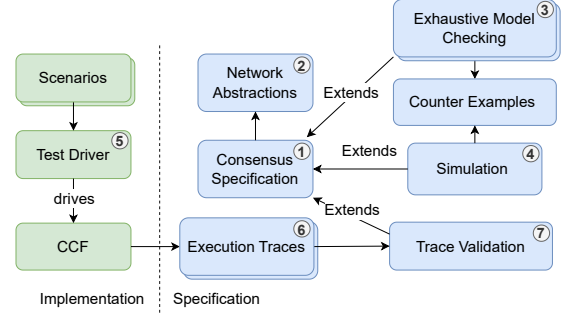 Scenarios
5
Test Driver
drives
CCF
Implementation
3
Exhaustive Model
Checking
2
Network
Abstractions
Extends
Counter Examples
1
Consensus
Specification
Extends
4
Simulation
Extends
6
Execution Traces
7
Trace Validation
Specification